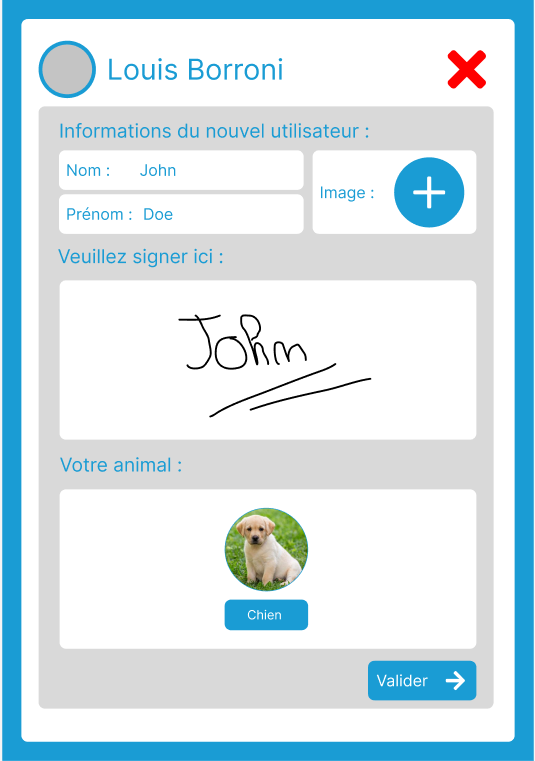 Louis Borroni
Informations du nouvel utilisateur :
Nom : John
Prénom : Doe
Image :
Veuillez signer ici :
John
Votre animal :
Chien
Valider